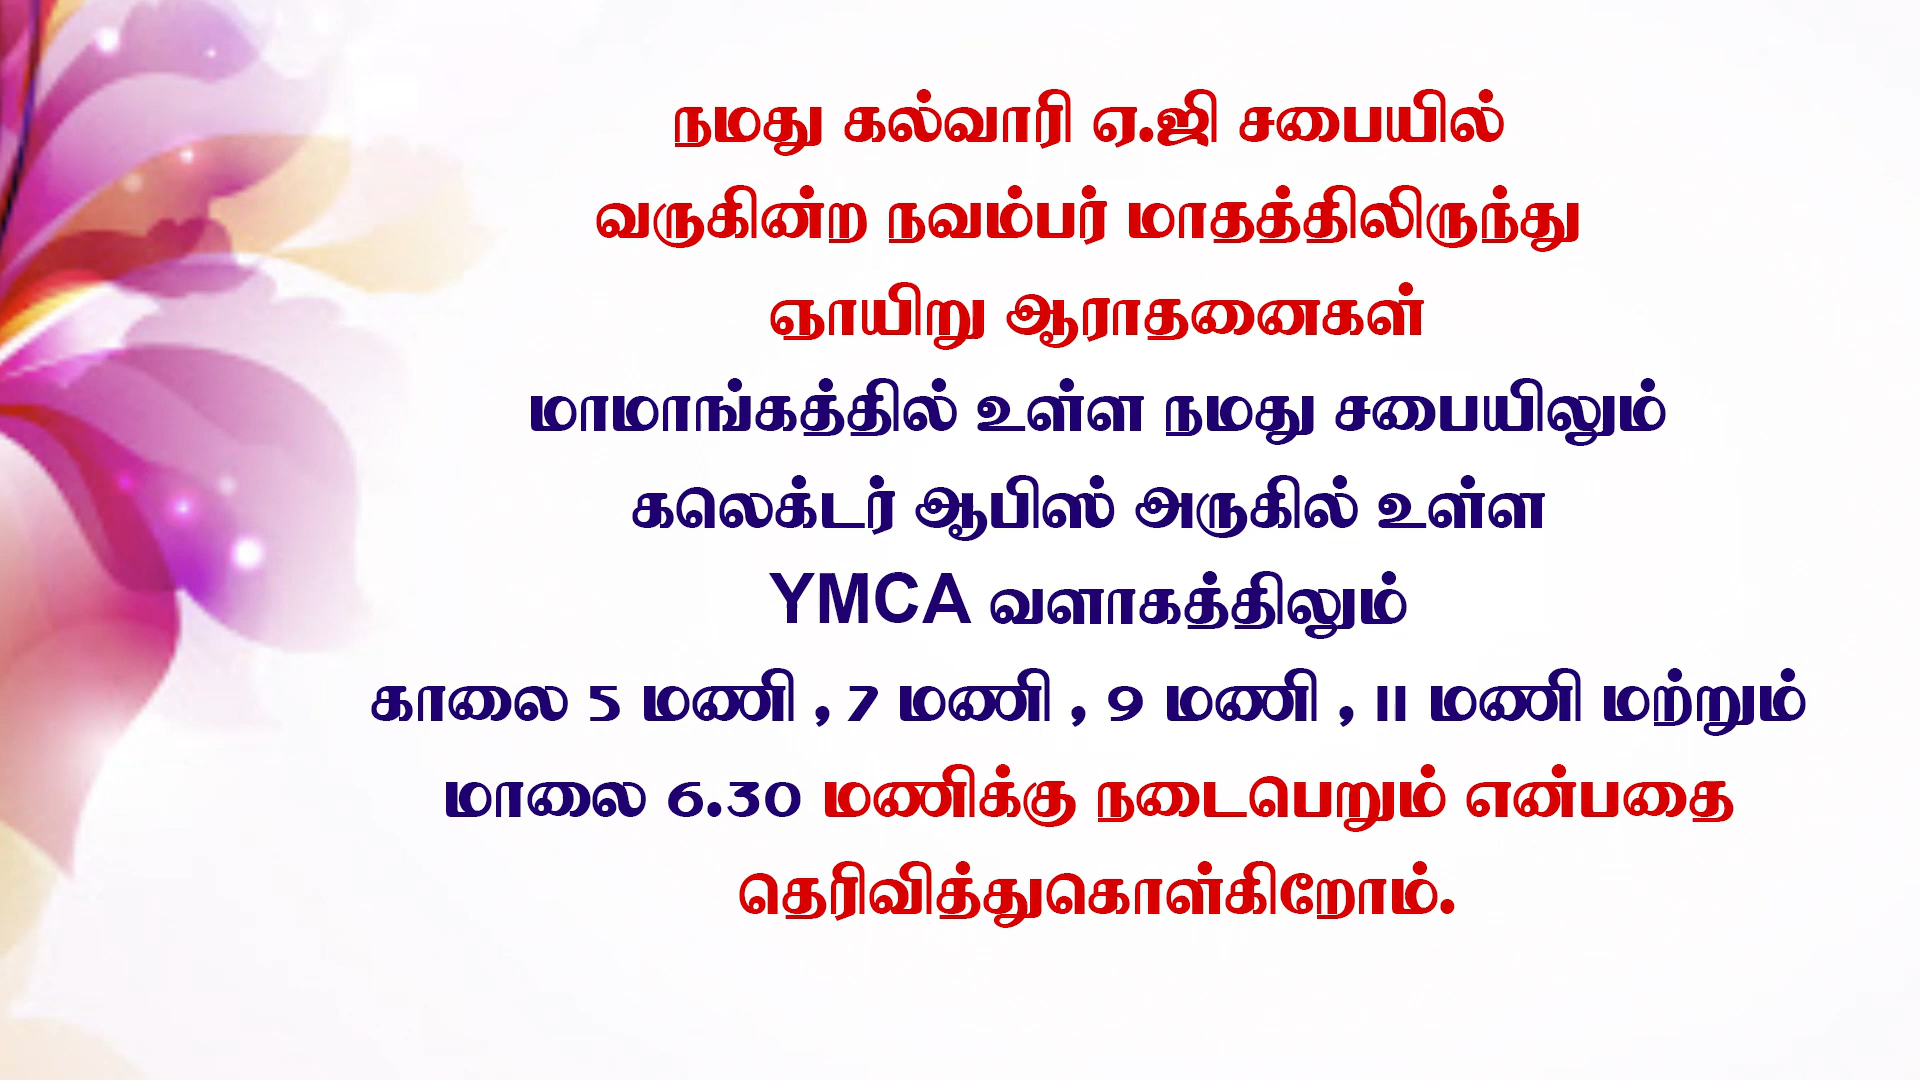 நமது கல்வாரி ஏ.ஜி சபையில்
வருகின்ற நவம்பர் மாதத்திலிருந்து
ஞாயிறு ஆராதனைகள்
மாமாங்கத்தில் உள்ள நமது சபையிலும்
கலெக்டர் ஆபிஸ் அருகில் உள்ள
YMCA வளாகத்திலும்
காலை 5 மணி , 7 மணி , 9 மணி , 11 மணி மற்றும்
மாலை 6.30 மணிக்கு நடைபெறும் என்பதை
தெரிவித்துகொள்கிறோம்.